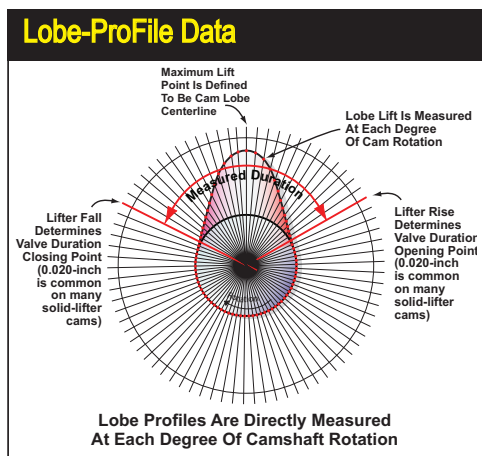 Lobe-ProFile Data
Maximum Lift
Point Is Defined
To Be Cam Lobe
Centerline
Lobe Lift Is Measured
At Each Degree
Of Cam Rotation
Measured Duration
Lifter Fall
Determines
Valve Duration
Closing Point
(0.020-inch
is common
on many
solid-lifter
cams)
Lifter Rise
Determines
Valve Duration
Opening Point
(0.020-inch
is common
on many
solid-lifter
cams)
Lobe Profiles Are Directly Measured
At Each Degree Of Camshaft Rotation